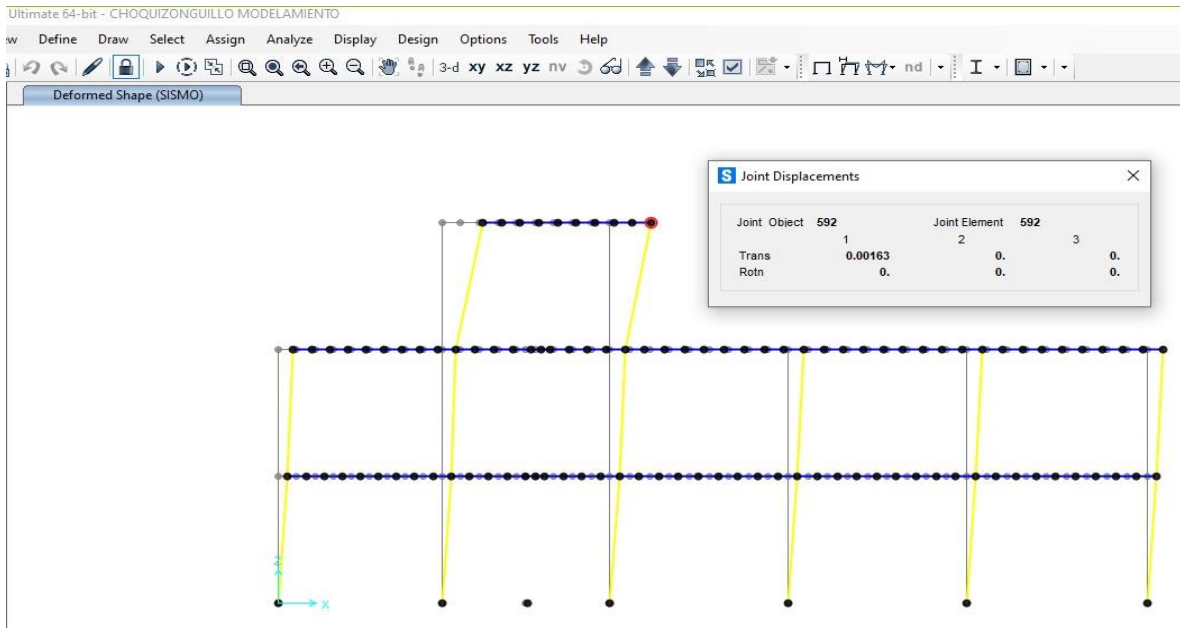 Ultimate 64-bit - CHOQUIZONGUILLO MODELAMIENTO
Define Draw Select Assign Analyze Display Design Options Tools Help
3-d xy xz yz nv nd
Deformed Shape (SISMO)
S Joint Displacements
Joint Object 592 Joint Element 592
1 2 3
Trans 0.00163 0. 0.
Rotn 0. 0. 0.
Z
X